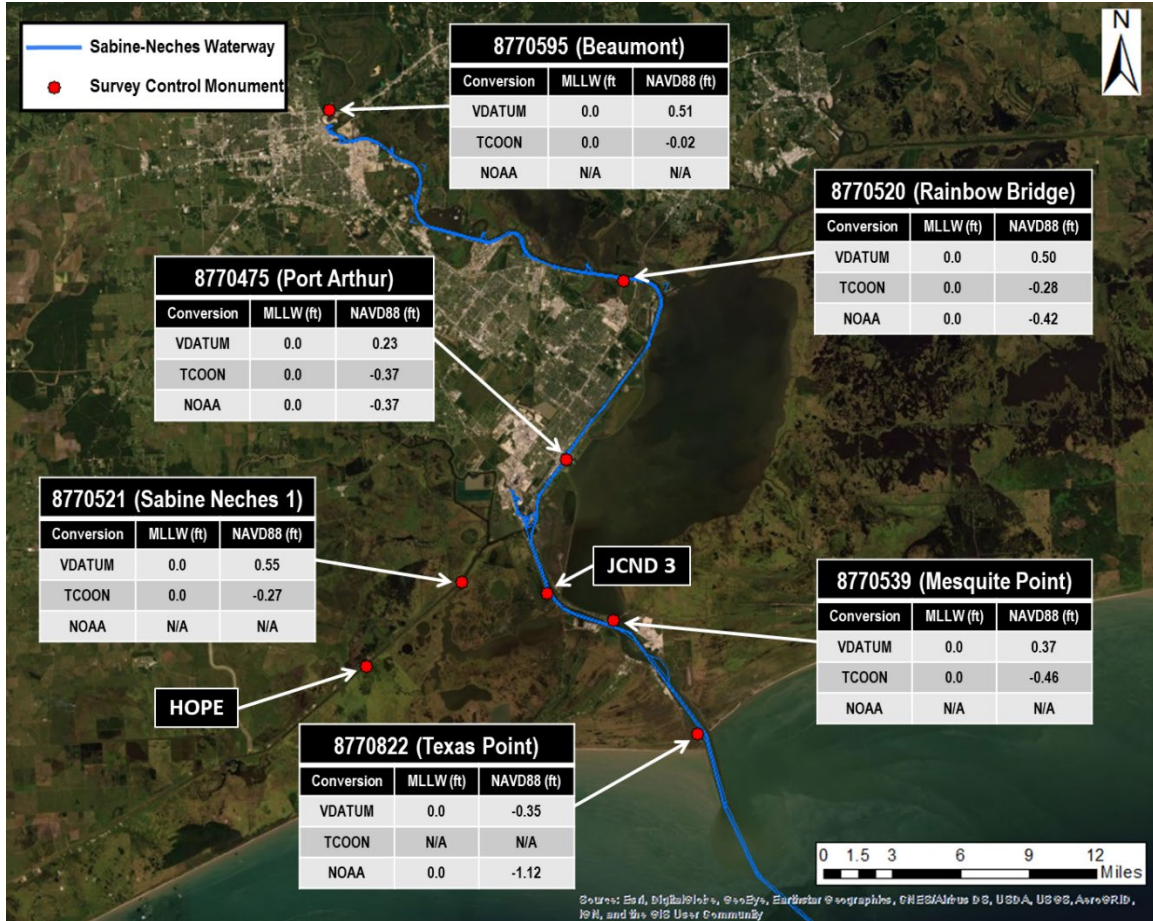 Sabine-Neches Waterway
Survey Control Monument
N
8770595 (Beaumont)
Conversion MLLW (ft NAVD88 (ft)
VDATUM 0.0 0.51
TCOON 0.0 -0.02
NOAA N/A N/A
8770520 (Rainbow Bridge)
Conversion MLLW (ft) NAVD88 (ft)
VDATUM 0.0 0.50
TCOON 0.0 -0.28
NOAA 0.0 -0.42
8770475 (Port Arthur)
Conversion MLLW (ft) NAVD88 (ft)
VDATUM 0.0 0.23
TCOON 0.0 -0.37
NOAA 0.0 -0.37
8770521 (Sabine Neches 1)
Conversion MLLW (ft) NAVD88 (ft)
VDATUM 0.0 0.55
TCOON 0.0 -0.27
NOAA N/A N/A
JCND 3
8770539 (Mesquite Point)
Conversion MLLW (ft) NAVD88 (ft)
VDATUM 0.0 0.37
TCOON 0.0 -0.46
NOAA N/A N/A
HOPE
8770822 (Texas Point)
Conversion MLLW (ft) NAVD88 (ft)
VDATUM 0.0 -0.35
TCOON N/A N/A
NOAA 0.0 -1.12
0 1.5 3 6 9 12
Miles
Source: Esri, DigitalGlobe, GeoEye, Earthstar Geographics, CNES/Airbus DS, USDA, USGS, AeroGRID,
IGN, and the GIS User Community